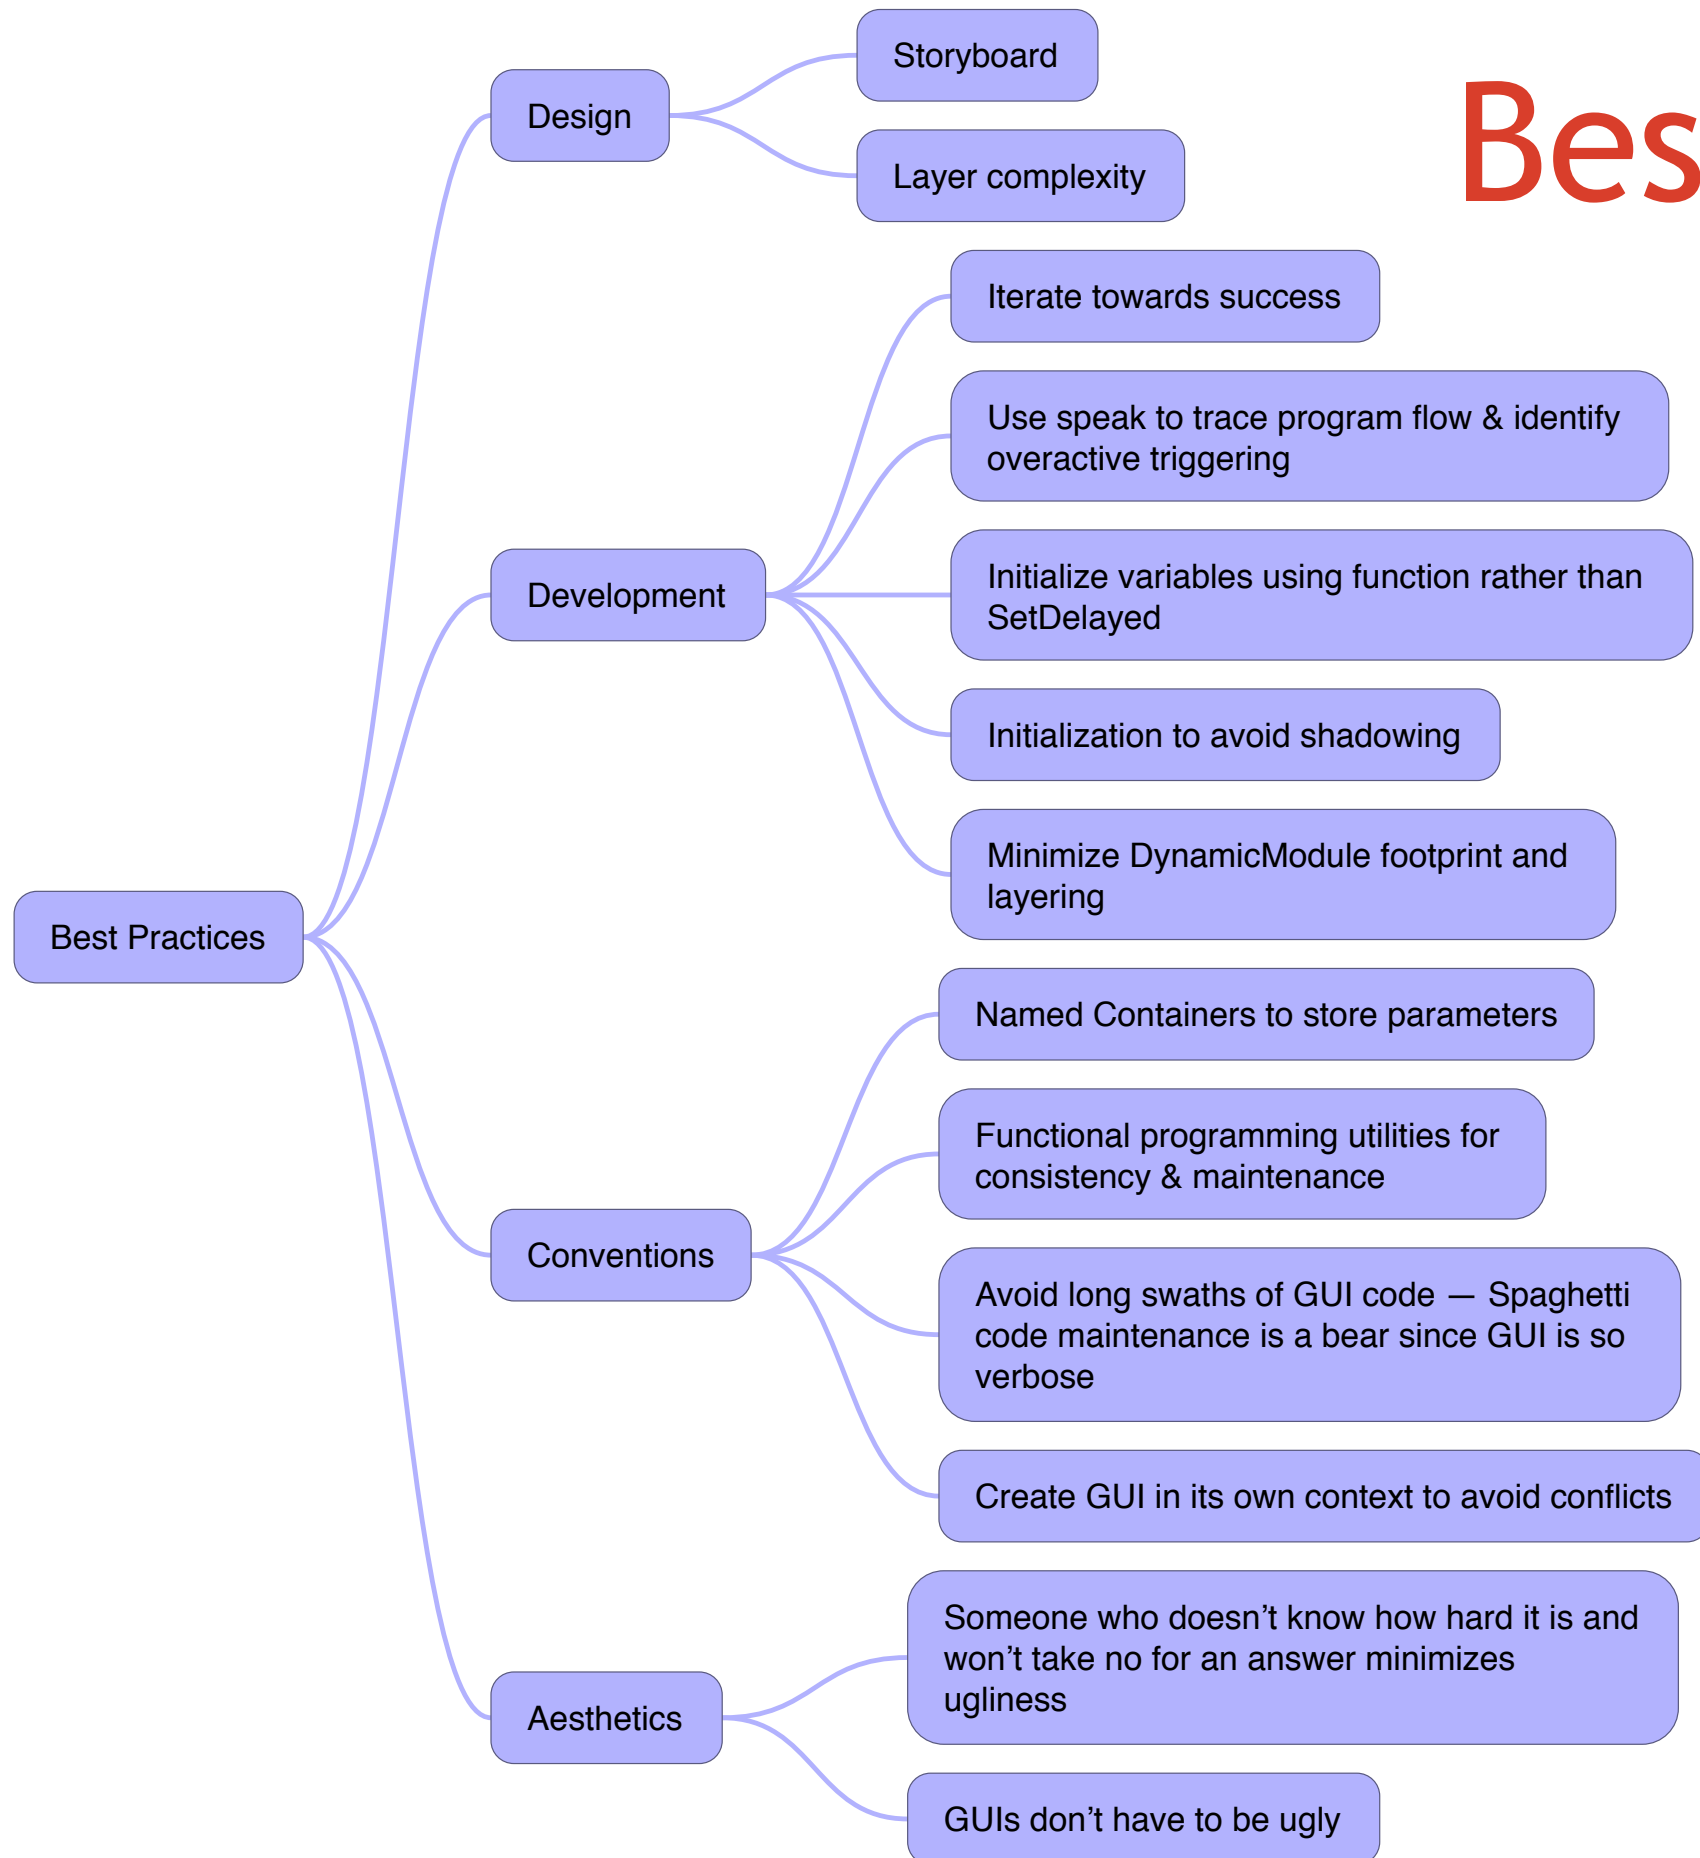 Storyboard
Design
Layer complexity
Bes
Iterate towards success
Use speak to trace program flow & identify
overactive triggering
Initialize variables using function rather than
SetDelayed
Development
Initialization to avoid shadowing
Minimize DynamicModule footprint and
layering
Best Practices
Named Containers to store parameters
Functional programming utilities for
consistency & maintenance
Conventions
Avoid long swaths of GUI code — Spaghetti
code maintenance is a bear since GUI is so
verbose
Create GUI in its own context to avoid conflicts
Someone who doesn’t know how hard it is and
won’t take no for an answer minimizes
ugliness
Aesthetics
GUIs don’t have to be ugly